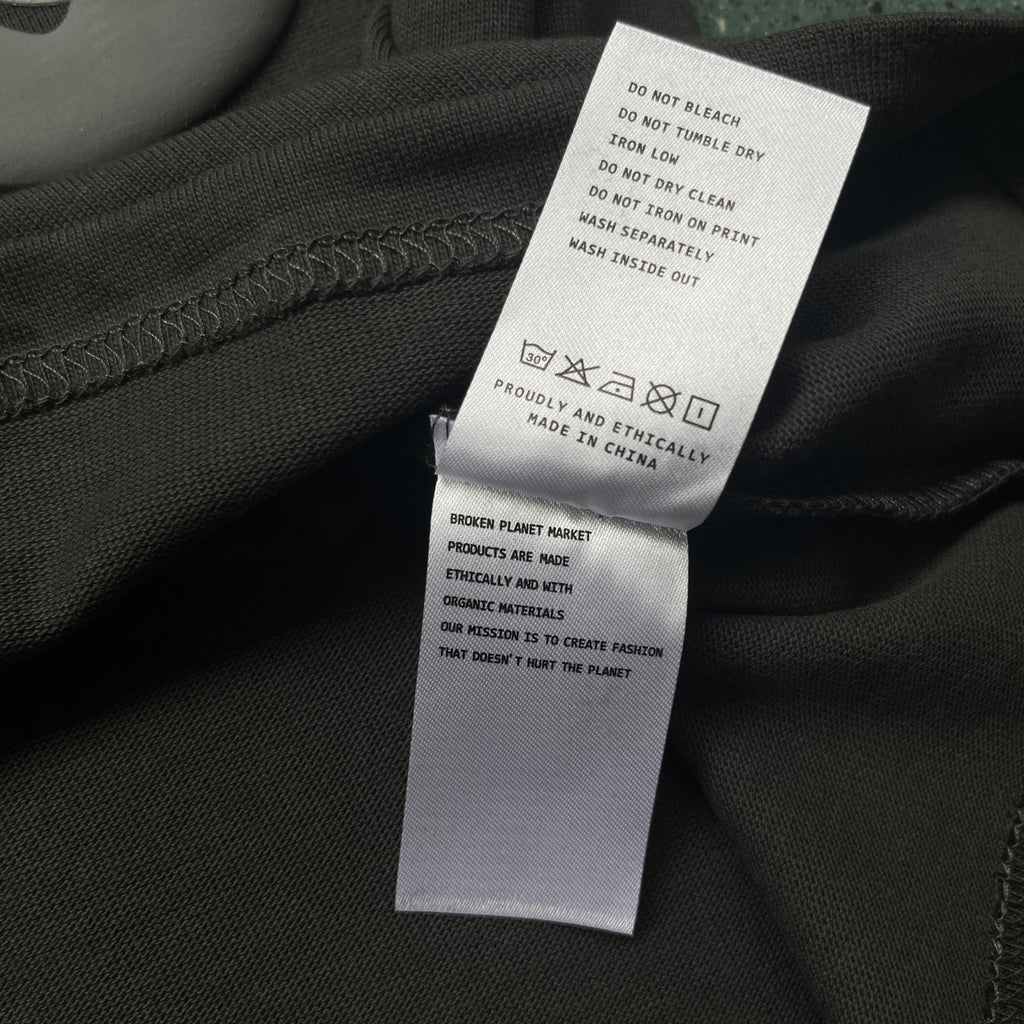 DO NOT BLEACH
DO NOT TUMBLE DRY
IRON LOW
DO NOT DRY CLEAN
DO NOT IRON ON PRINT
WASH SEPARATELY
WASH INSIDE OUT
30°
PROUDLY AND ETHICALLY
MADE IN CHINA
BROKEN PLANET MARKET
PRODUCTS ARE MADE
ETHICALLY AND WITH
ORGANIC MATERIALS
OUR MISSION IS TO CREATE FASHION
THAT DOESN'T HURT THE PLANET